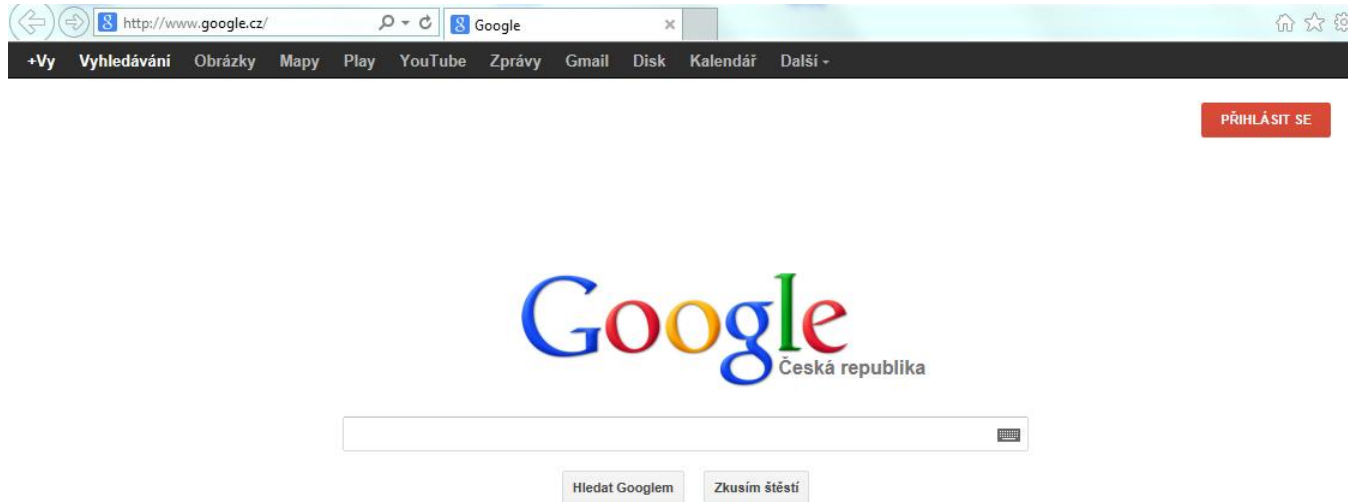 http://www.google.cz/ Google
+Vy Vyhledávání Obrázky Mapy Play YouTube Zprávy Gmail Disk Kalendář Další
PŘIHLÁSIT SE
Google
Česká republika
Hledat Googlem Zkusím štěstí